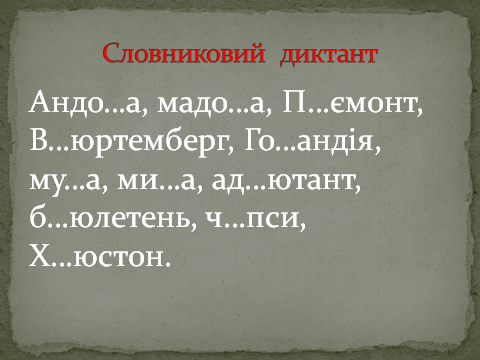 Словниковий диктант
Андо...а, мадо...а, П...ємонт,
В...юртемберг, Го...андія,
му...а, ми...а, ад...ютант,
б...юлетень, ч...пси,
Х...юстон.